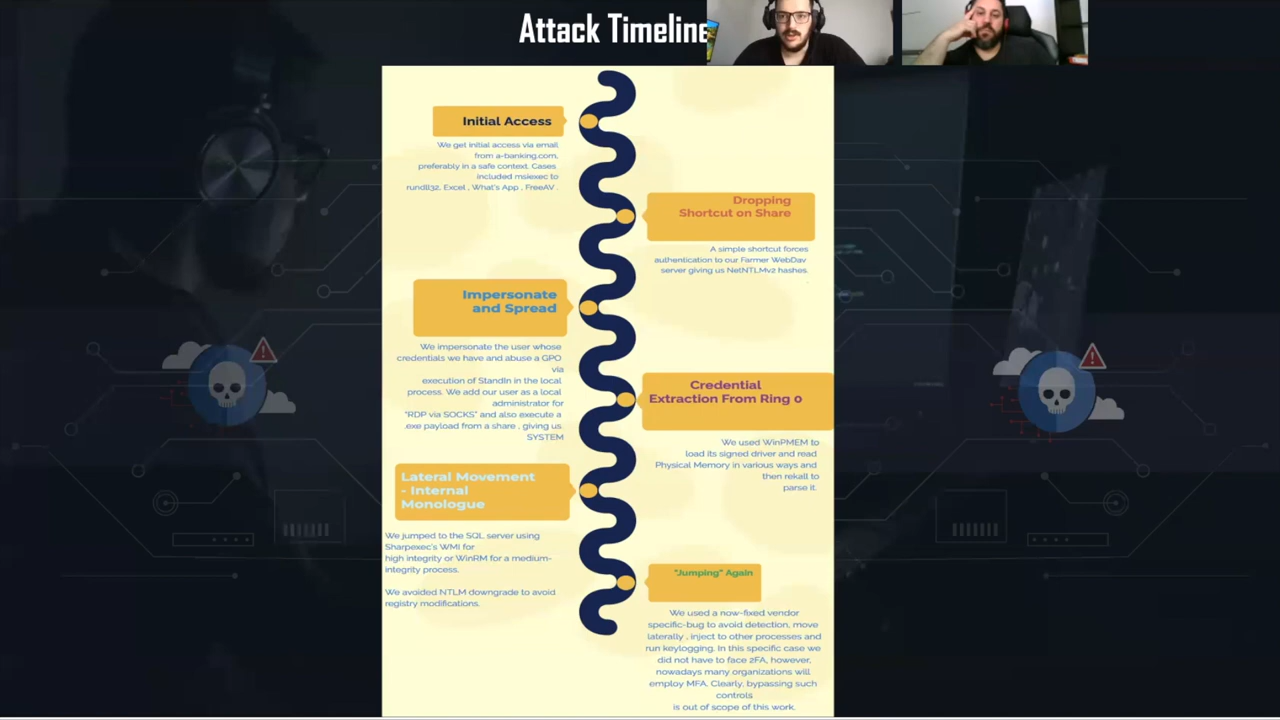 Attack Timeline
Initial Access
We get initial access via email
from a-banking.com,
preferably in a safe context. Cases
included msiexec to
rundll32, Excel , What's App , FreeAV .
Dropping
Shortcut on Share
A simple shortcut forces
authentication to our Farmer WebDav
server giving us NetNTLMv2 hashes.
Impersonate
and Spread
We impersonate the user whose
credentials we have and abuse a GPO
via
execution of StandIn in the local
process. We add our user as a local
administrator for
"RDP via SOCKS" and also execute a
.exe payload from a share , giving us
SYSTEM
Credential
Extraction From Ring 0
We used WinPMEM to
load its signed driver and read
Physical Memory in various ways and
then rekall to
parse it.
Lateral Movement
- Internal
Monologue
We jumped to the SQL server using
Sharpexec's WMI for
high integrity or WinRM for a medium-
integrity process.
We avoided NTLM downgrade to avoid
registry modifications.
"Jumping" Again
We used a now-fixed vendor
specific-bug to avoid detection, move
laterally , inject to other processes and
run keylogging. In this specific case we
did not have to face 2FA, however,
nowadays many organizations will
employ MFA. Clearly, bypassing such
controls
is out of scope of this work.